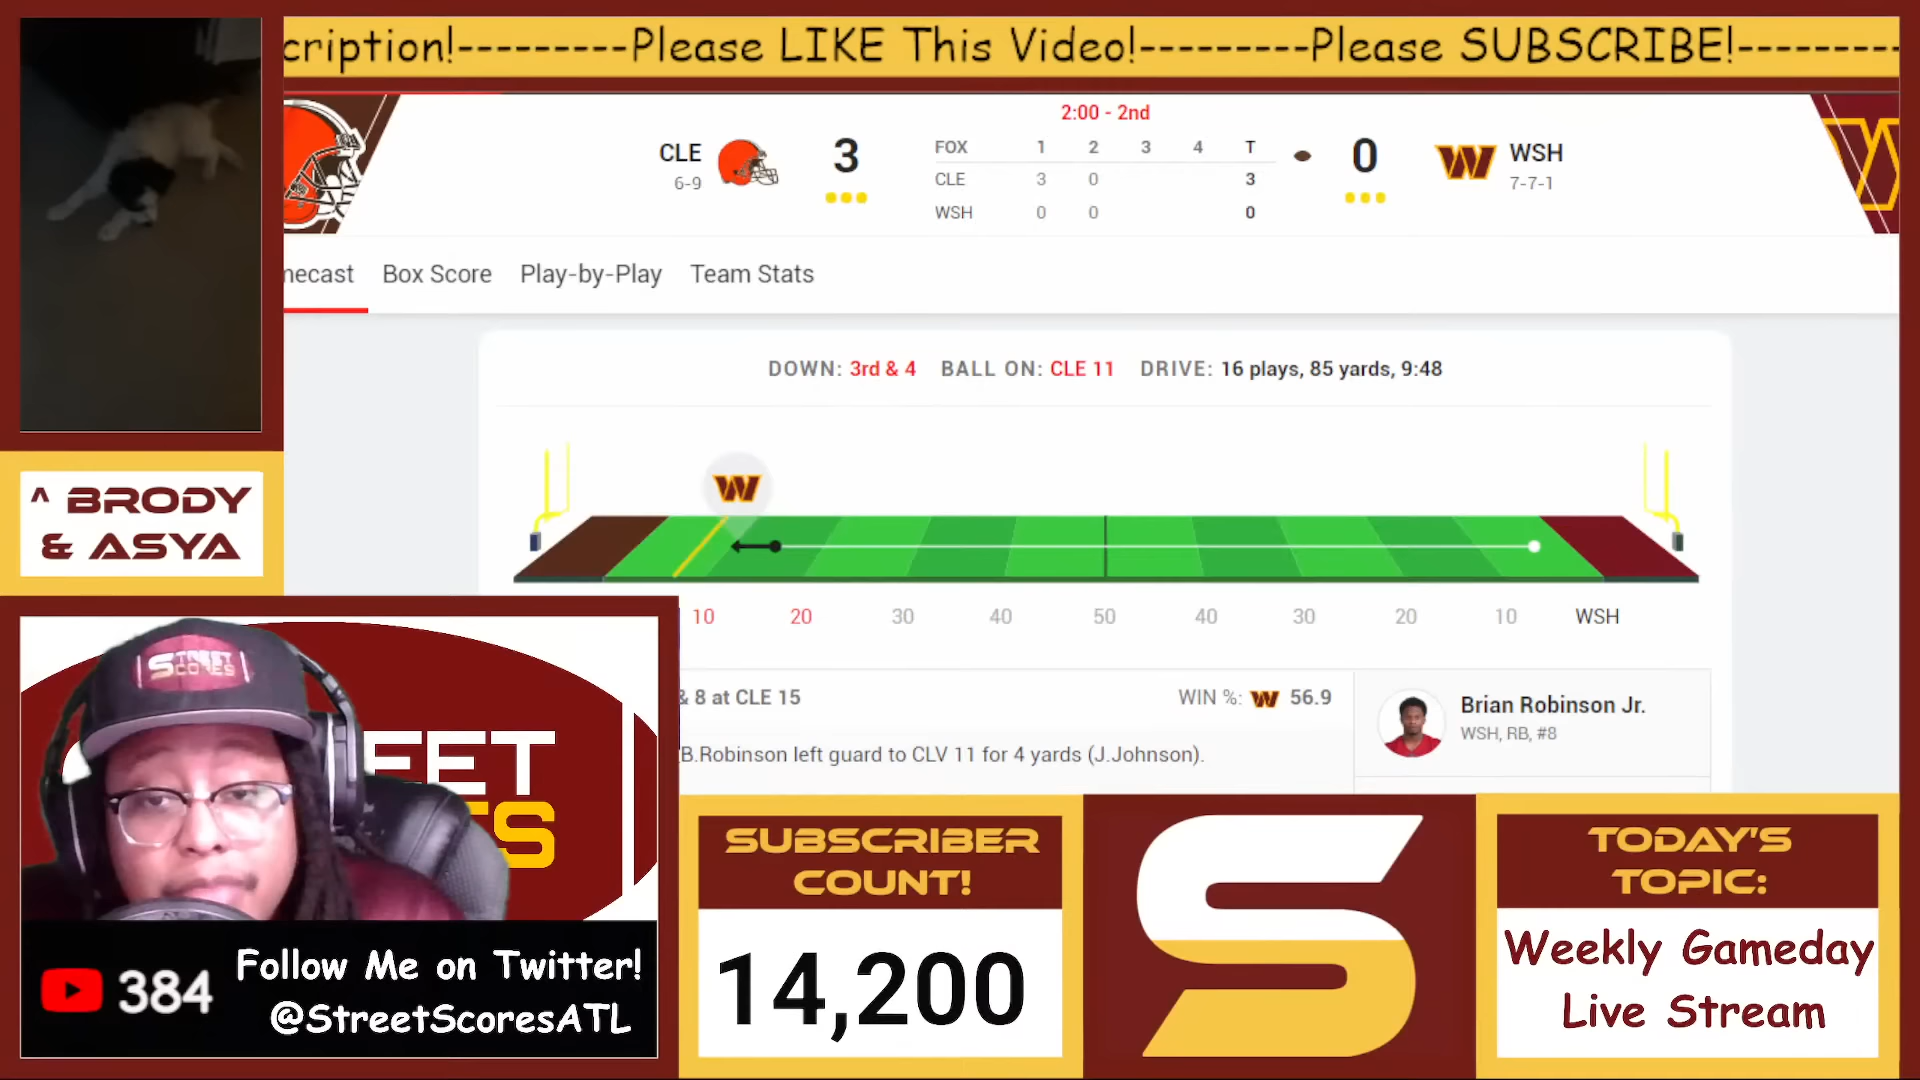 cription!---------Please LIKE This Video!---------Please SUBSCRIBE!---------
2:00 - 2nd
CLE
6-9
3
FOX 1 2 3 4 T
CLE 3 0 3
WSH 0 0 0
0
WSH
7-7-1
necast Box Score Play-by-Play Team Stats
DOWN: 3rd & 4 BALL ON: CLE 11 DRIVE: 16 plays, 85 yards, 9:48
W
10 20 30 40 50 40 30 20 10 WSH
& 8 at CLE 15
WIN %: W 56.9
B.Robinson left guard to CLV 11 for 4 yards (J.Johnson).
Brian Robinson Jr.
WSH, RB, #8
^ BRODY
& ASYA
STREET
SCORES
EET
ES
384
Follow Me on Twitter!
@StreetScoresATL
SUBSCRIBER
COUNT!
14,200
S
TODAY'S
TOPIC:
Weekly Gameday
Live Stream